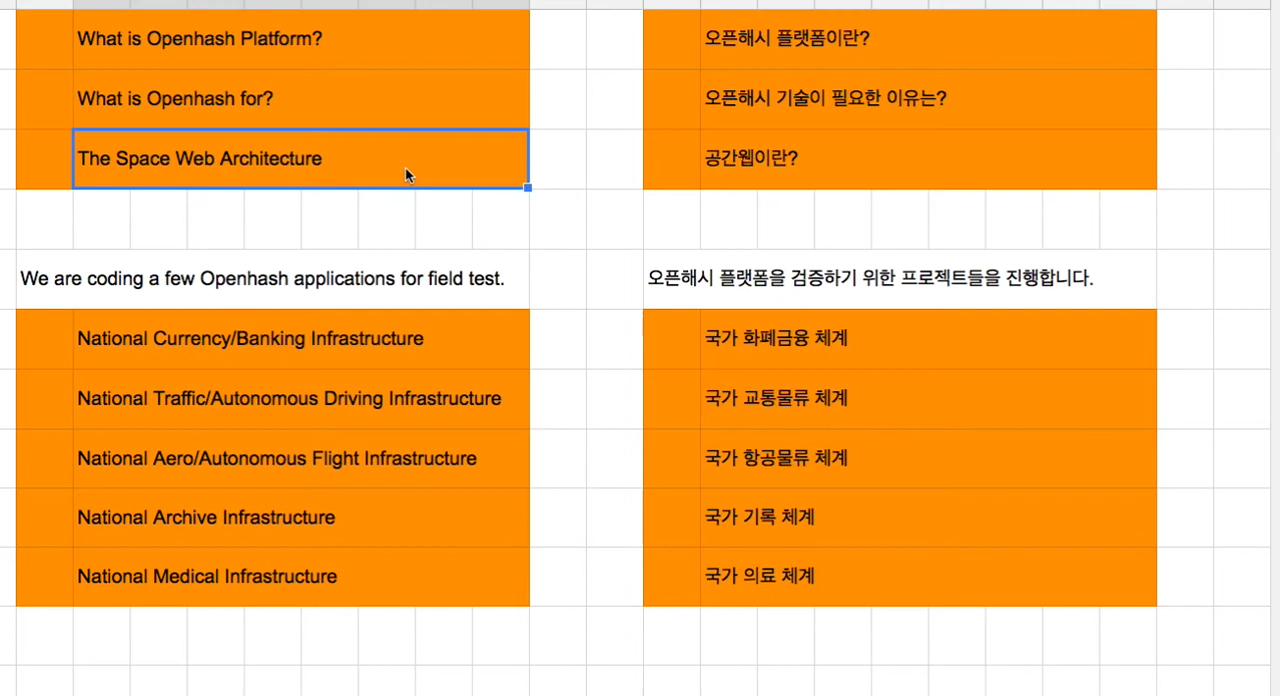 What is Openhash Platform?
오픈해시 플랫폼이란?
What is Openhash for?
오픈해시 기술이 필요한 이유는?
The Space Web Architecture
공간웹이란?
We are coding a few Openhash applications for field test.
오픈해시 플랫폼을 검증하기 위한 프로젝트들을 진행합니다.
National Currency/Banking Infrastructure
국가 화폐금융 체계
National Traffic/Autonomous Driving Infrastructure
국가 교통물류 체계
National Aero/Autonomous Flight Infrastructure
국가 항공물류 체계
National Archive Infrastructure
국가 기록 체계
National Medical Infrastructure
국가 의료 체계